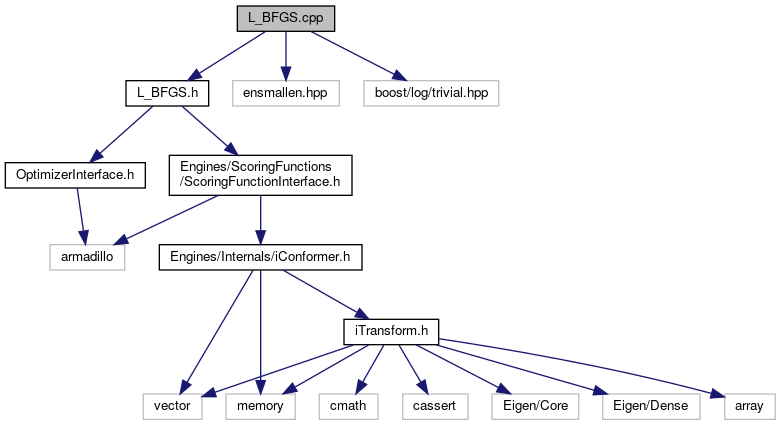 L_BFGS.cpp
L_BFGS.h
ensmallen.hpp
boost/log/trivial.hpp
OptimizerInterface.h
Engines/ScoringFunctions
/ScoringFunctionInterface.h
armadillo
Engines/Internals/iConformer.h
iTransform.h
vector
memory
cmath
cassert
Eigen/Core
Eigen/Dense
array